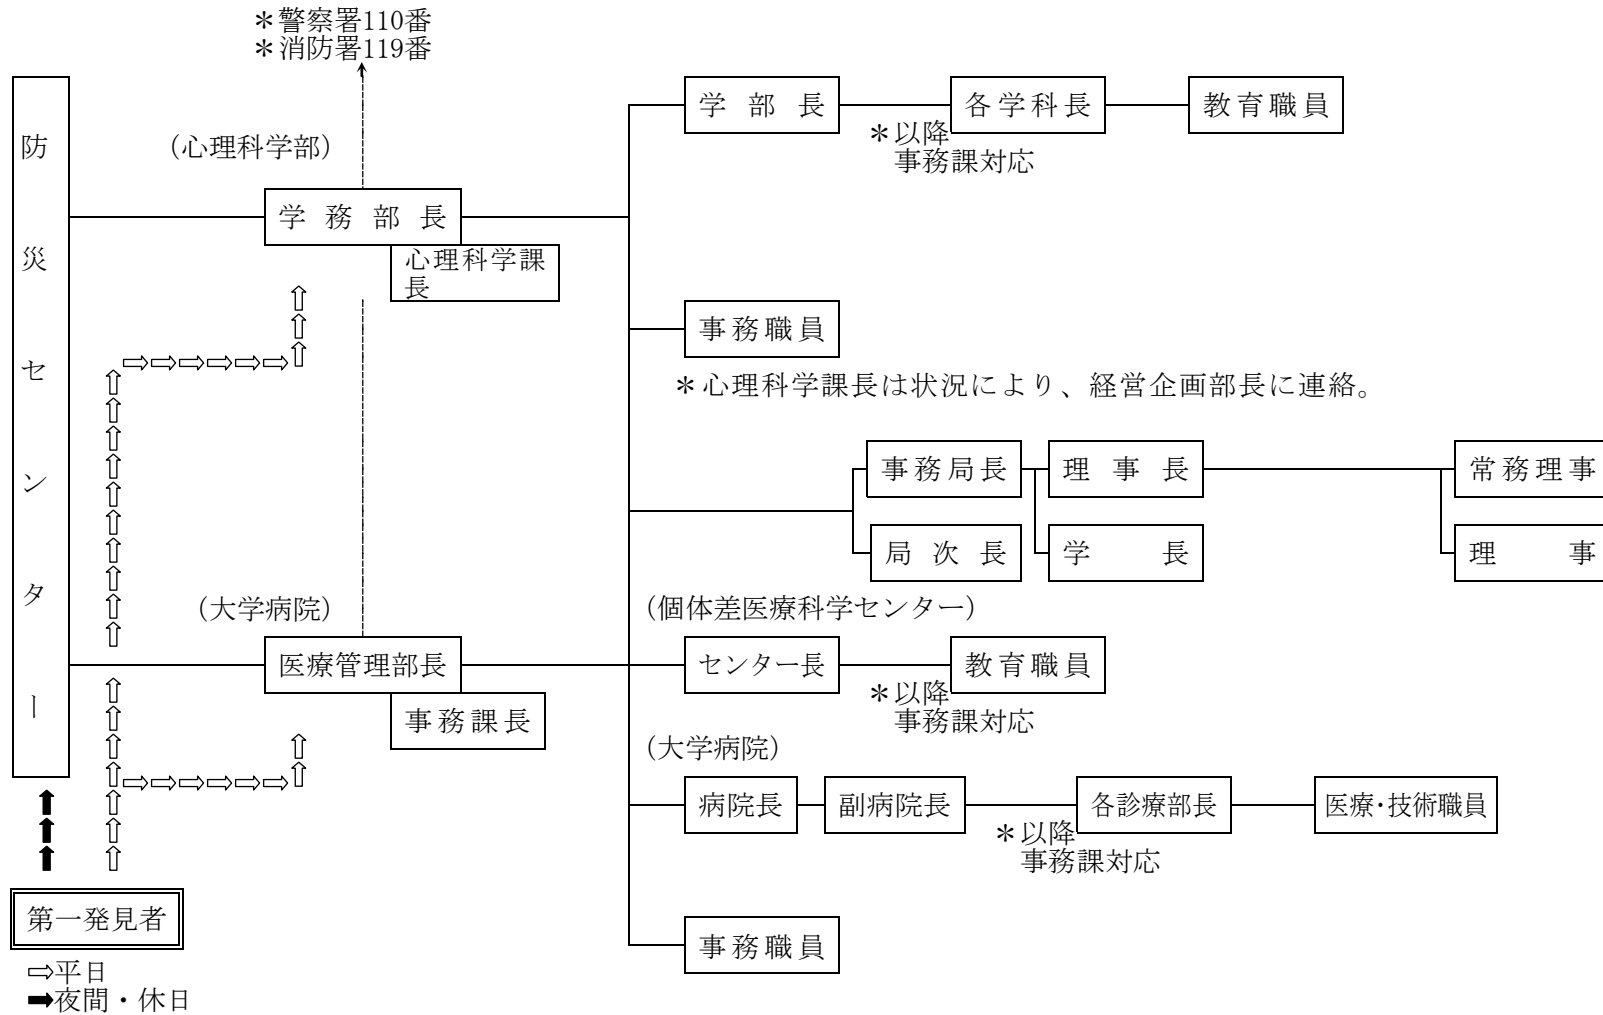 ＊警察署110番
＊消防署119番
防災センター
(心理科学部)
学務部長
心理科学課
長
学部長
各学科長
教育職員
＊以降
事務課対応
事務職員
＊心理科学課長は状況により、経営企画部長に連絡。
事務局長
理事長
常務理事
局次長
学長
理事
(大学病院)
医療管理部長
事務課長
(個体差医療科学センター)
センター長
教育職員
＊以降
事務課対応
(大学病院)
病院長
副病院長
各診療部長
医療・技術職員
＊以降
事務課対応
事務職員
第一発見者
⇨平日
➡夜間・休日